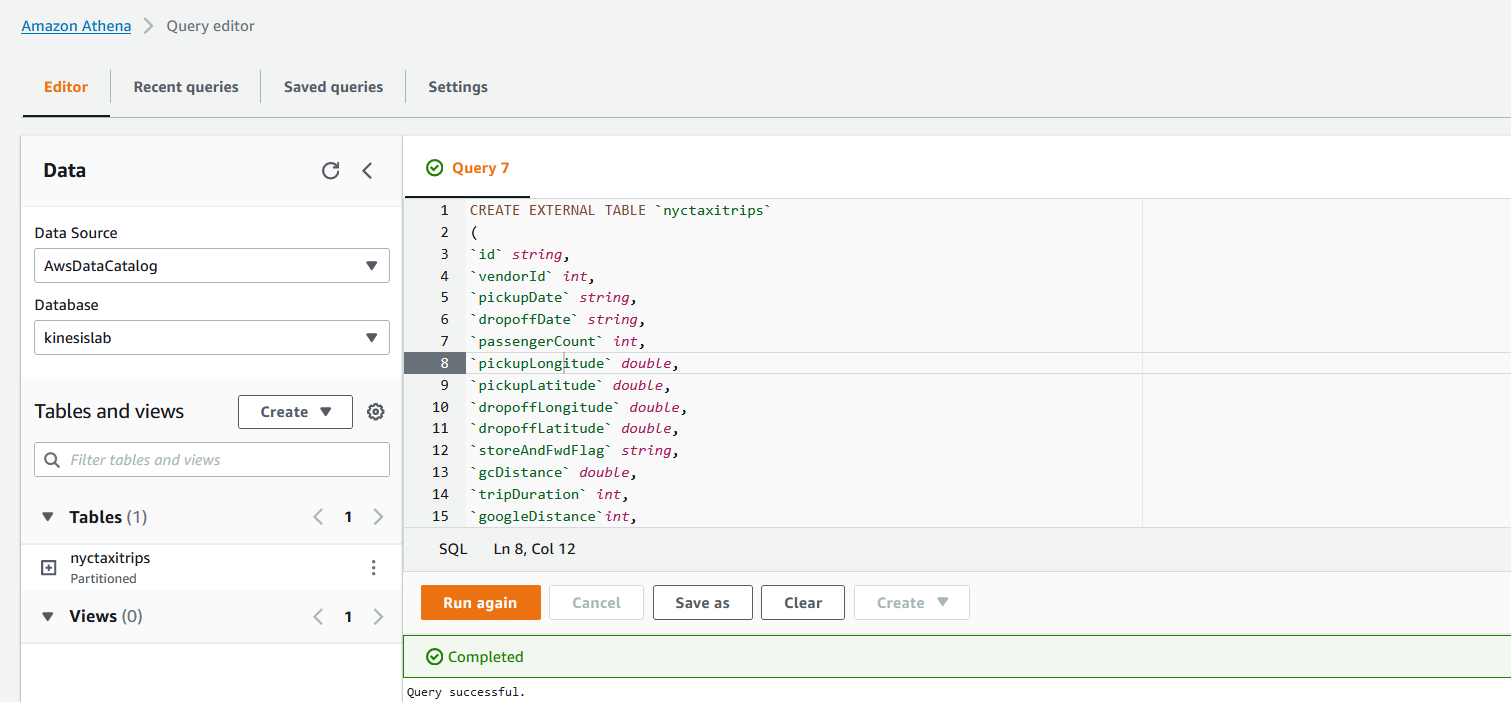 Amazon Athena > Query editor
Editor Recent queries Saved queries Settings
Data
Data Source
AwsDataCatalog
Database
kinesislab
Tables and views Create
Filter tables and views
Tables (1) 1
nyctaxitrips
Partitioned
Views (0) 1
Query 7
1 CREATE EXTERNAL TABLE `nyctaxitrips`
2 (
3 `id` string,
4 `vendorId` int,
5 `pickupDate` string,
6 `dropoffDate` string,
7 `passengerCount` int,
8 `pickupLongitude` double,
9 `pickupLatitude` double,
10 `dropoffLongitude` double,
11 `dropoffLatitude` double,
12 `storeAndFwdFlag` string,
13 `gcDistance` double,
14 `tripDuration` int,
15 `googleDistance`int,
SQL Ln 8, Col 12
Run again Cancel Save as Clear Create
Completed
Query successful.